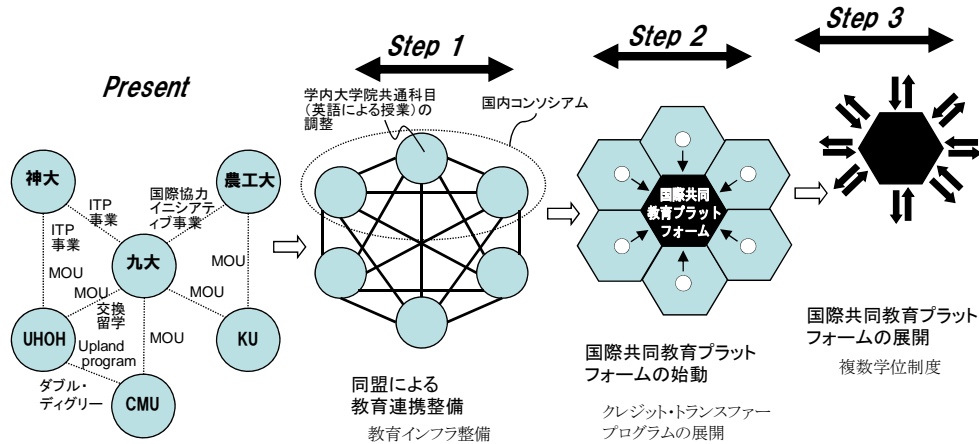 Present
神大
農工大
ITP
事業
国際協力
イニシアテ
ィブ事業
ITP
事業
九大
MOU
MOU
MOU
MOU
交換
留学
MOU
UHOH
KU
Upland
program
ダブル・
ディグリー
CMU
Step 1
学内大学院共通科目
(英語による授業)の
調整
国内コンソシアム
同盟による
教育連携整備
教育インフラ整備
Step 2
国際共同
教育プラット
フォーム
国際共同教育プラット
フォームの始動
クレジット・トランスファー
プログラムの展開
Step 3
国際共同教育プラット
フォームの展開
複数学位制度